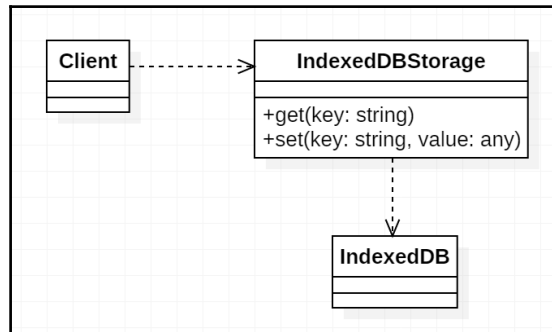 Client
IndexedDBStorage
+get(key: string)
+set(key: string, value: any)
IndexedDB